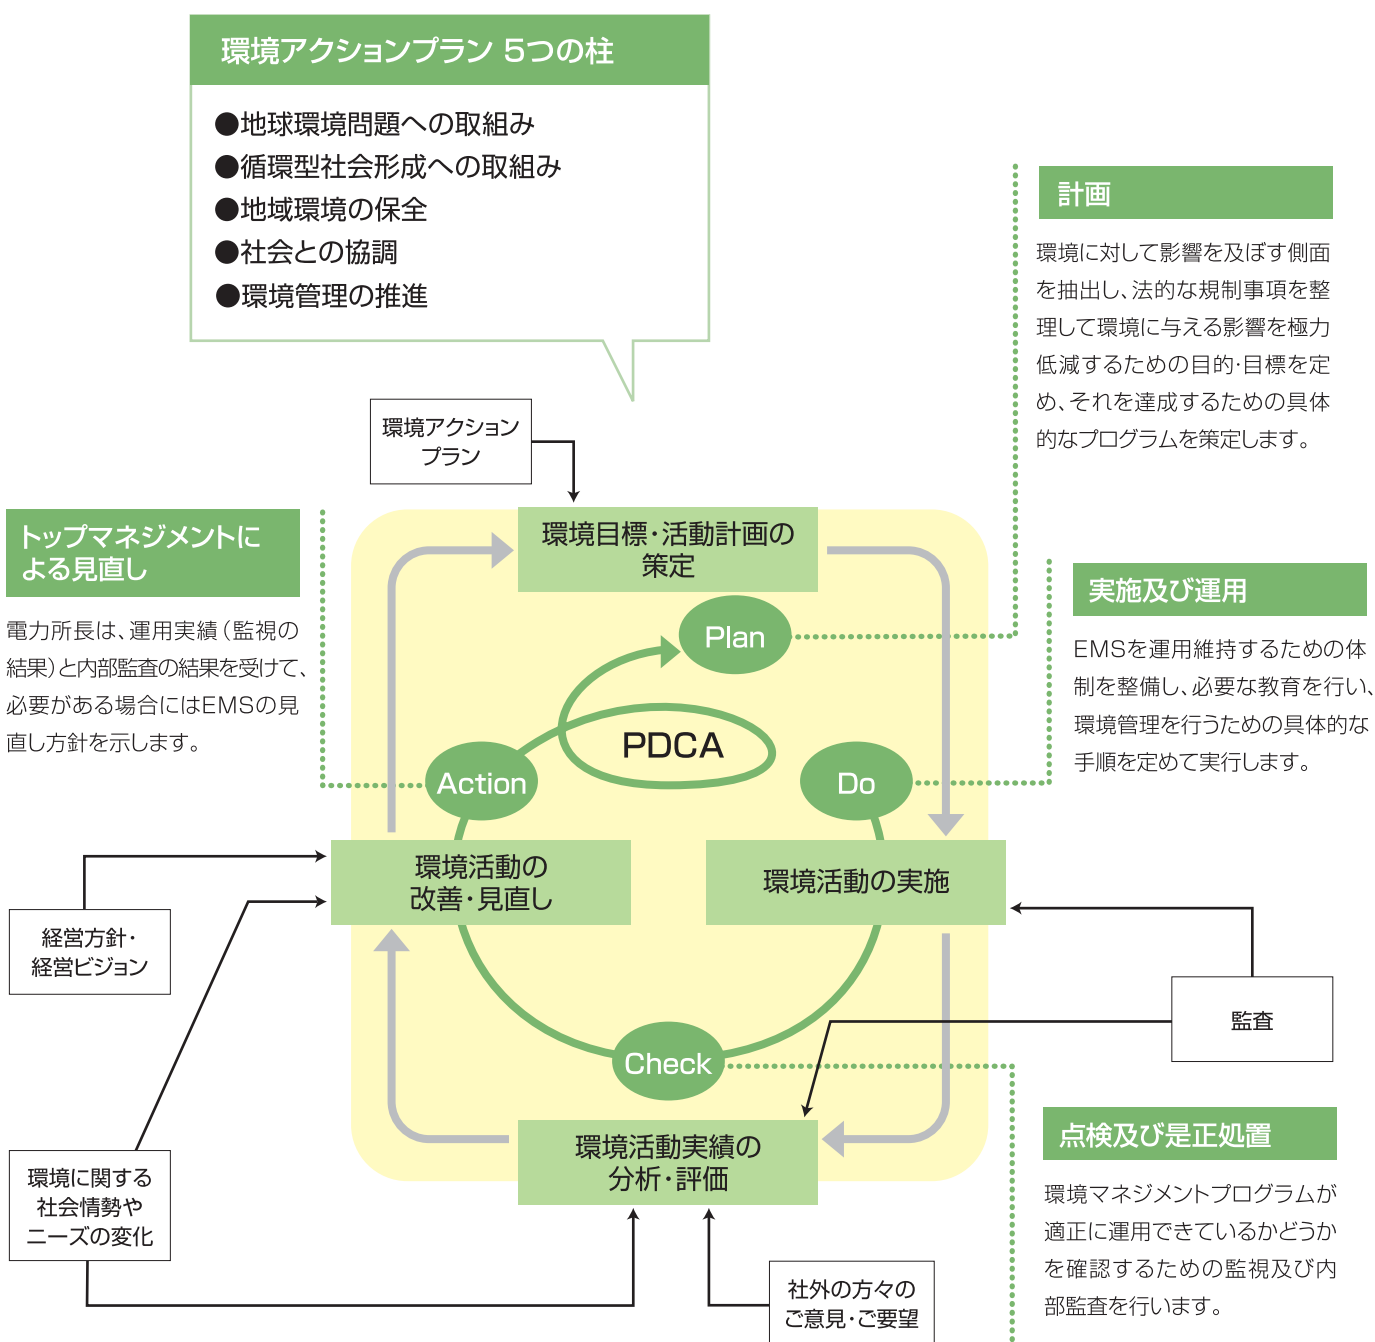 環境アクションプラン 5つの柱
●地球環境問題への取組み
●循環型社会形成への取組み
●地域環境の保全
●社会との協調
●環境管理の推進
計画
環境に対して影響を及ぼす側面
を抽出し、法的な規制事項を整
理して環境に与える影響を極力
低減するための目的・目標を定
め、それを達成するための具体
的なプログラムを策定します。
環境アクション
プラン
トップマネジメントに
よる見直し
電力所長は、運用実績（監視の
結果）と内部監査の結果を受けて、
必要がある場合にはEMSの見
直し方針を示します。
環境目標・活動計画の
策定
Plan
PDCA
Action
Do
実施及び運用
EMSを運用維持するための体
制を整備し、必要な教育を行い、
環境管理を行うための具体的な
手順を定めて実行します。
環境活動の
改善・見直し
環境活動の実施
経営方針・
経営ビジョン
監査
Check
環境活動実績の
分析・評価
点検及び是正処置
環境マネジメントプログラムが
適正に運用できているかどうか
を確認するための監視及び内
部監査を行います。
環境に関する
社会情勢や
ニーズの変化
社外の方々の
ご意見・ご要望